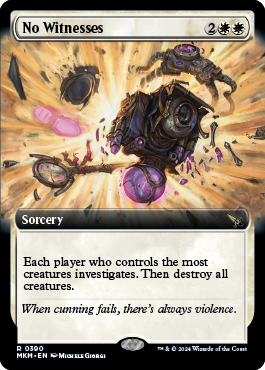 No Witnesses 2
Sorcery
Each player who controls the most
creatures investigates. Then destroy all
creatures.
When cunning fails, there's always violence.
R 0390
MKM • EN Michele Giorgi
™ & © 2024 Wizards of the Coast